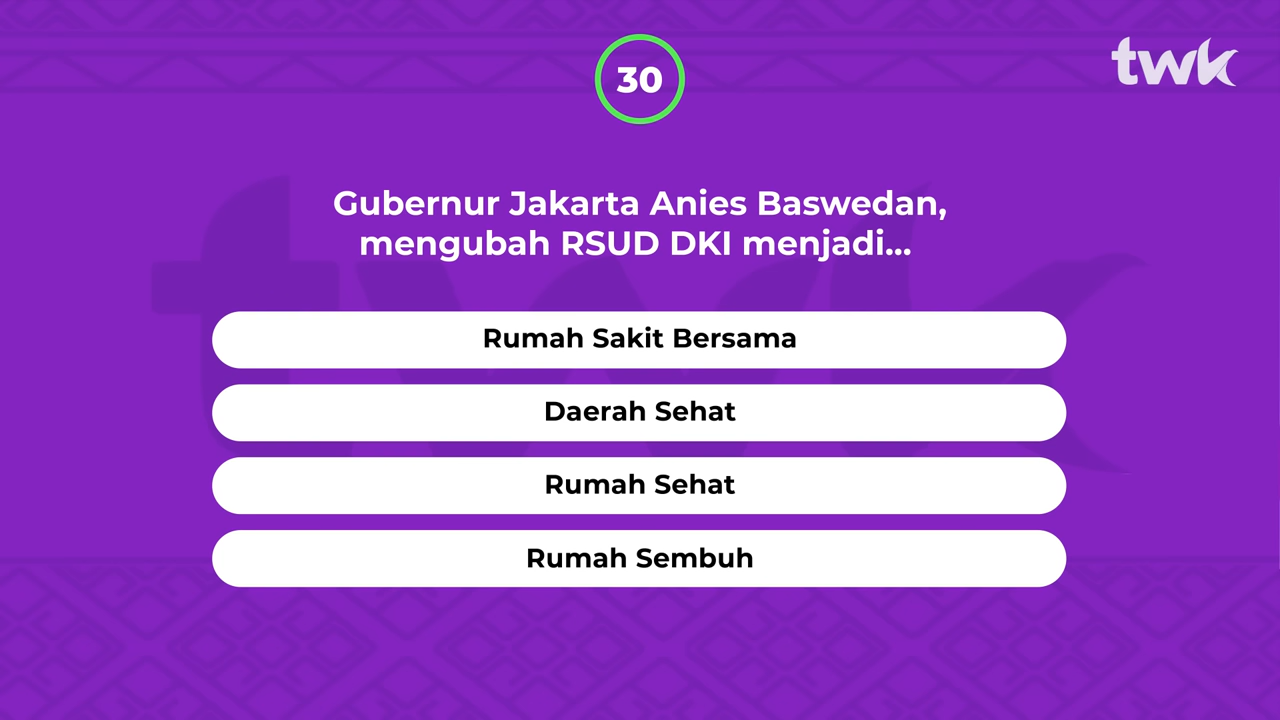 30
twk
Gubernur Jakarta Anies Baswedan,
mengubah RSUD DKI menjadi...
Rumah Sakit Bersama
Daerah Sehat
Rumah Sehat
Rumah Sembuh